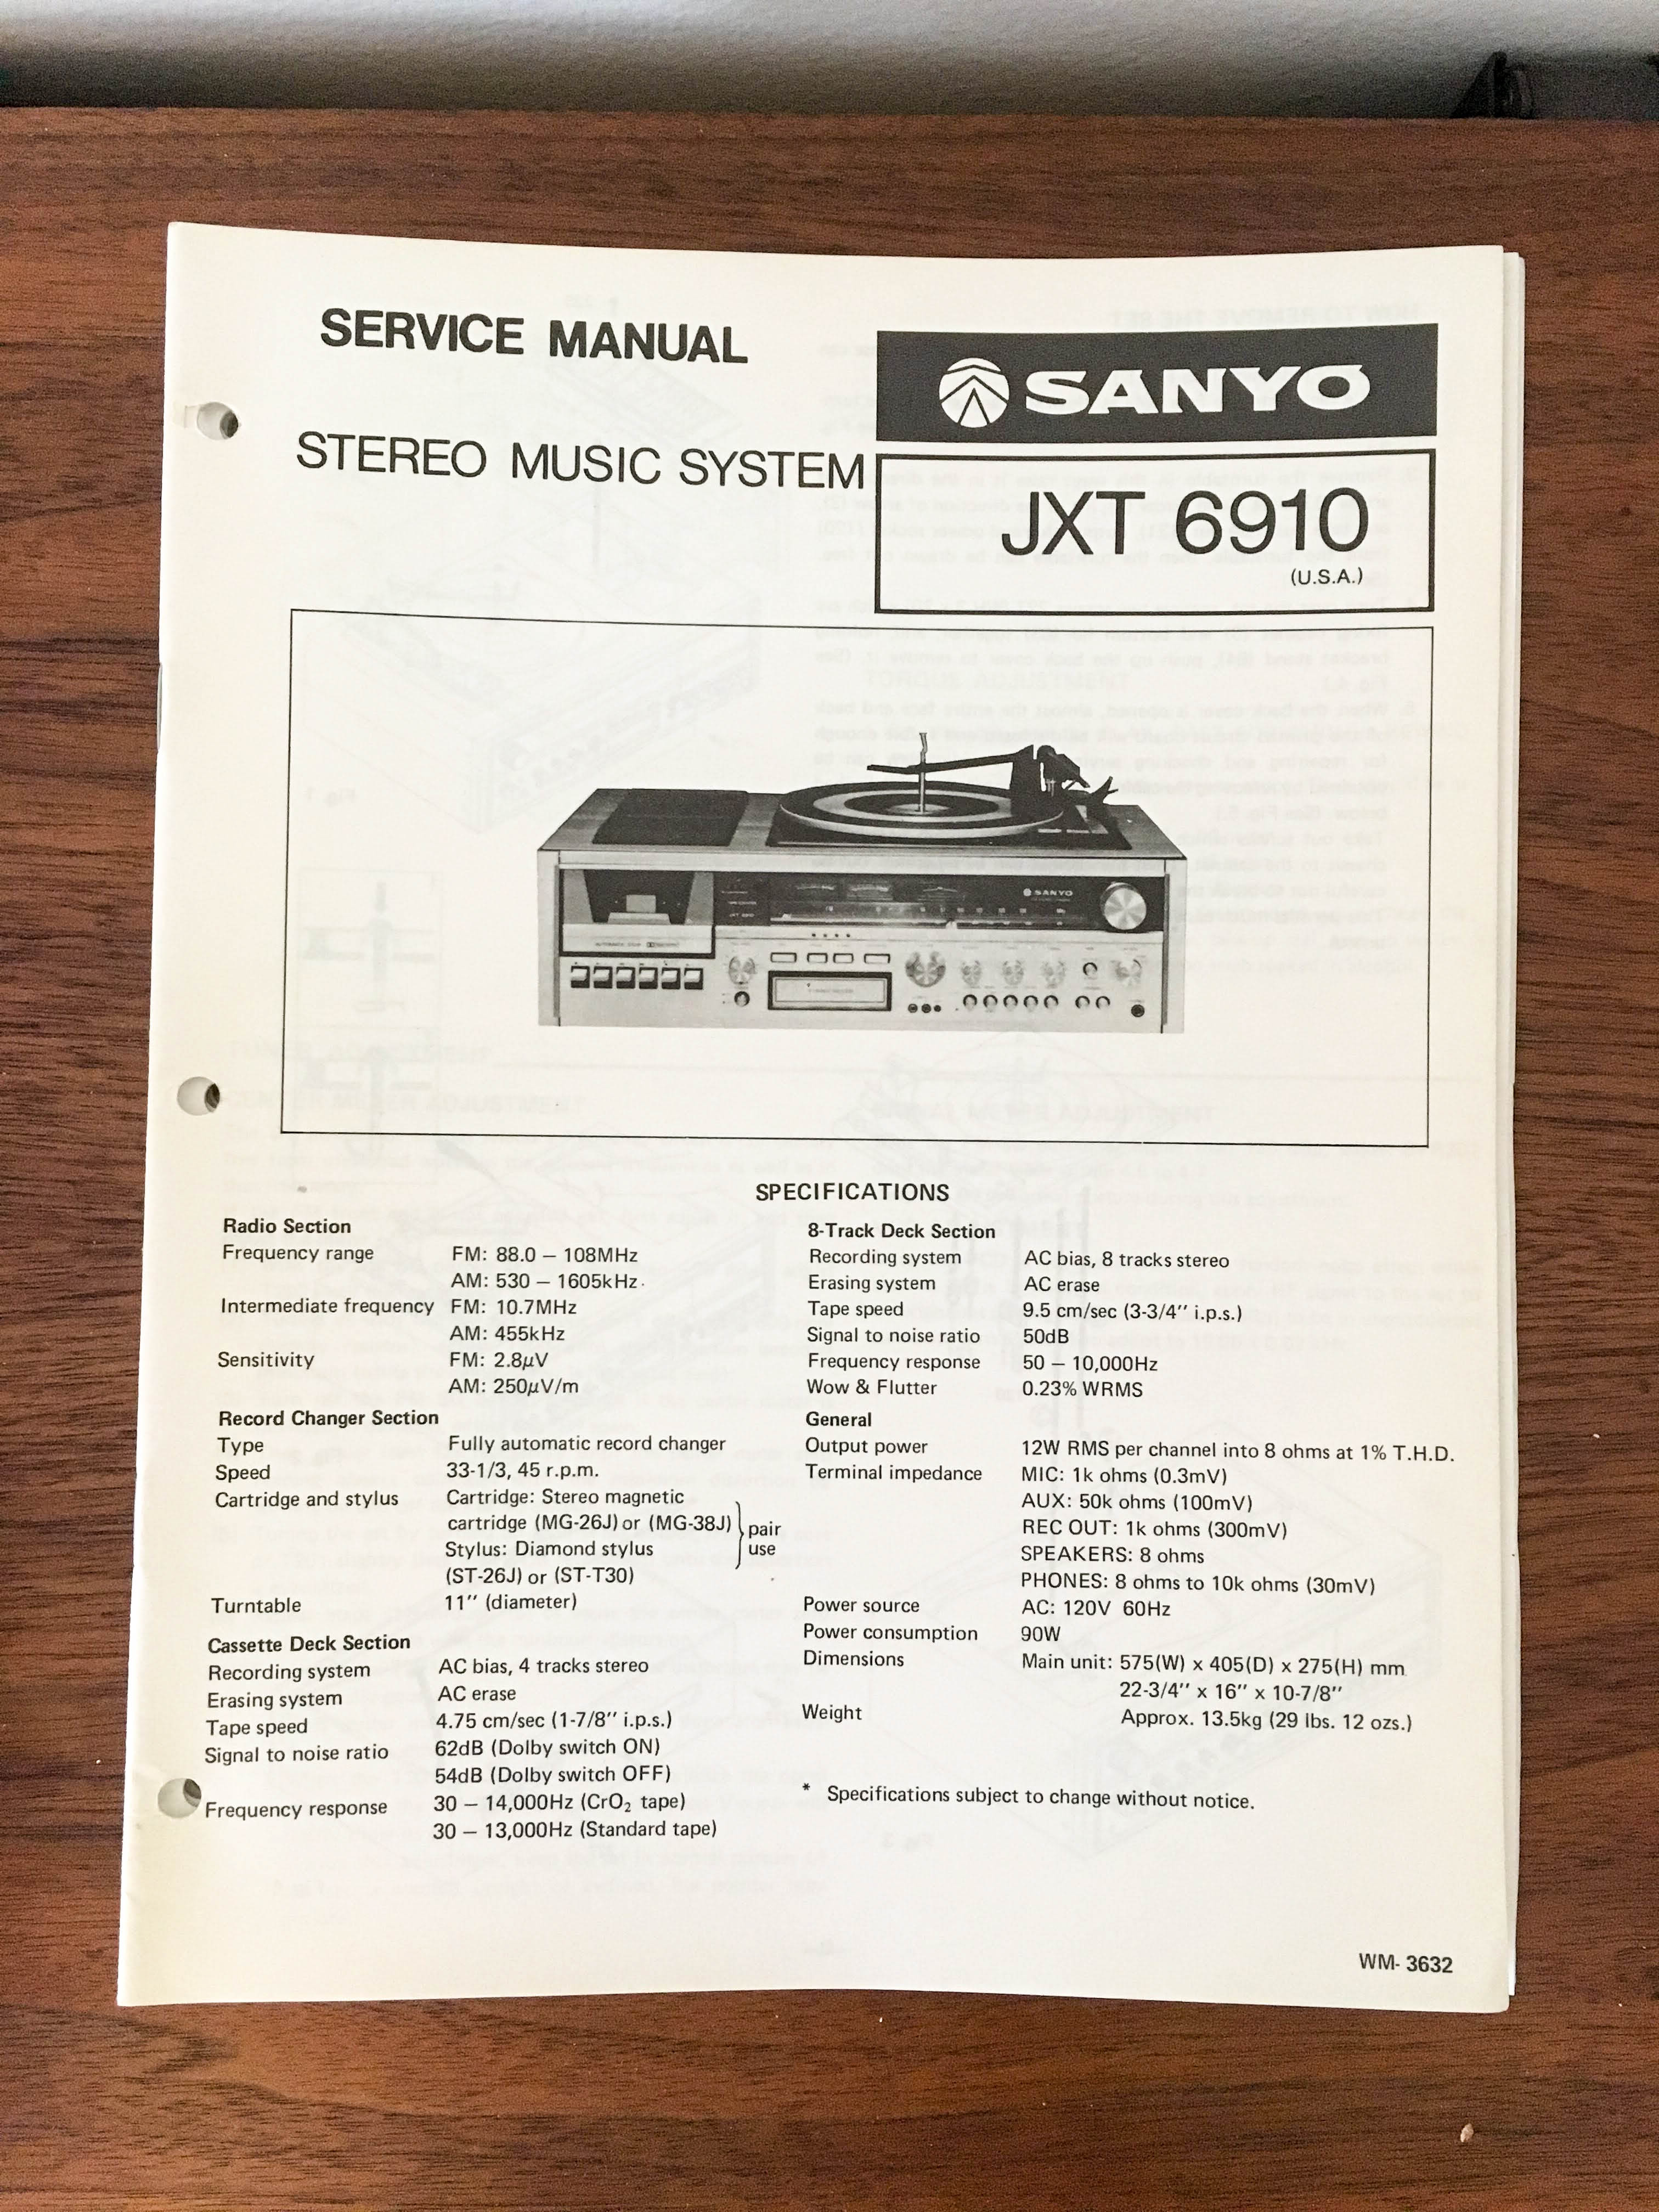 SERVICE MANUAL
SANYO
STEREO MUSIC SYSTEM
JXT 6910
(U.S.A.)
SANYO
SPECIFICATIONS
Radio Section
Frequency range FM: 88.0 – 108MHz
AM: 530 – 1605kHz
Intermediate frequency FM: 10.7MHz
AM: 455kHz
Sensitivity FM: 2.8µV
AM: 250µV/m
Record Changer Section
Type Fully automatic record changer
Speed 33-1/3, 45 r.p.m.
Cartridge and stylus Cartridge: Stereo magnetic
cartridge (MG-26J) or (MG-38J) pair
Stylus: Diamond stylus use
(ST-26J) or (ST-T30)
Turntable 11'' (diameter)
Cassette Deck Section
Recording system AC bias, 4 tracks stereo
Erasing system AC erase
Tape speed 4.75 cm/sec (1-7/8'' i.p.s.)
Signal to noise ratio 62dB (Dolby switch ON)
54dB (Dolby switch OFF)
Frequency response 30 – 14,000Hz (CrO₂ tape)
30 – 13,000Hz (Standard tape)
8-Track Deck Section
Recording system AC bias, 8 tracks stereo
Erasing system AC erase
Tape speed 9.5 cm/sec (3-3/4'' i.p.s.)
Signal to noise ratio 50dB
Frequency response 50 – 10,000Hz
Wow & Flutter 0.23% WRMS
General
Output power 12W RMS per channel into 8 ohms at 1% T.H.D.
Terminal impedance MIC: 1k ohms (0.3mV)
AUX: 50k ohms (100mV)
REC OUT: 1k ohms (300mV)
SPEAKERS: 8 ohms
PHONES: 8 ohms to 10k ohms (30mV)
Power source AC: 120V 60Hz
Power consumption 90W
Dimensions Main unit: 575(W) x 405(D) x 275(H) mm
22-3/4'' x 16'' x 10-7/8''
Weight Approx. 13.5kg (29 lbs. 12 ozs.)
* Specifications subject to change without notice.
WM- 3632